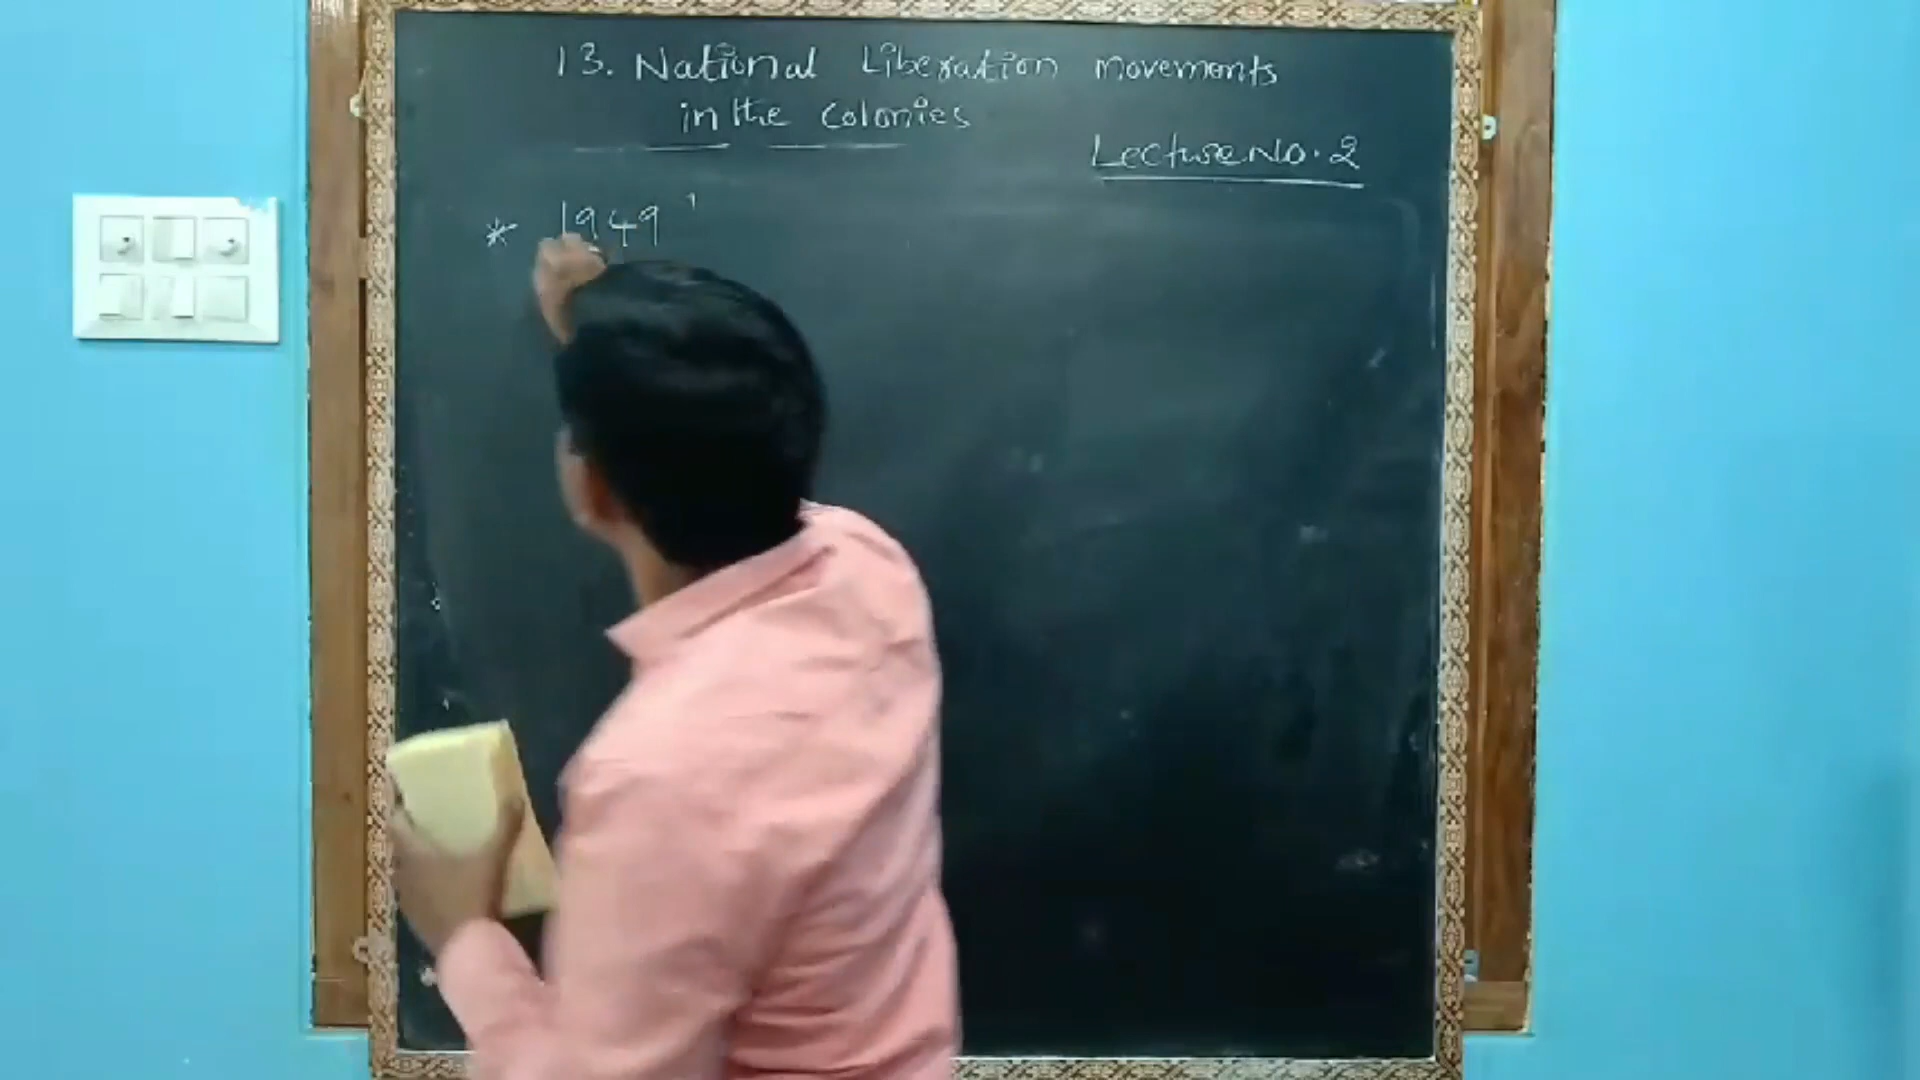 13. National Liberation movements
in the colonies
Lecture No. 2
* 1949